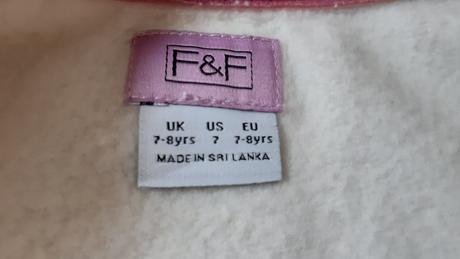 F&F
UK US EU
7-8yrs 7 7-8yrs
MADE IN SRI LANKA